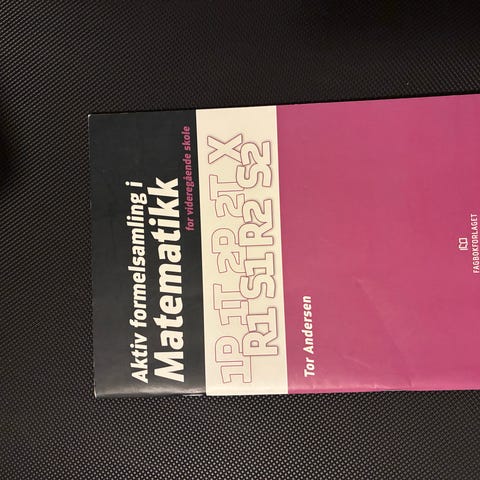 Aktiv formelsamling i
Matematikk
for videregående skole
1P 1T 2P 2T X
R1 S1 R2 S2
Tor Andersen
FAGBOKFORLAGET